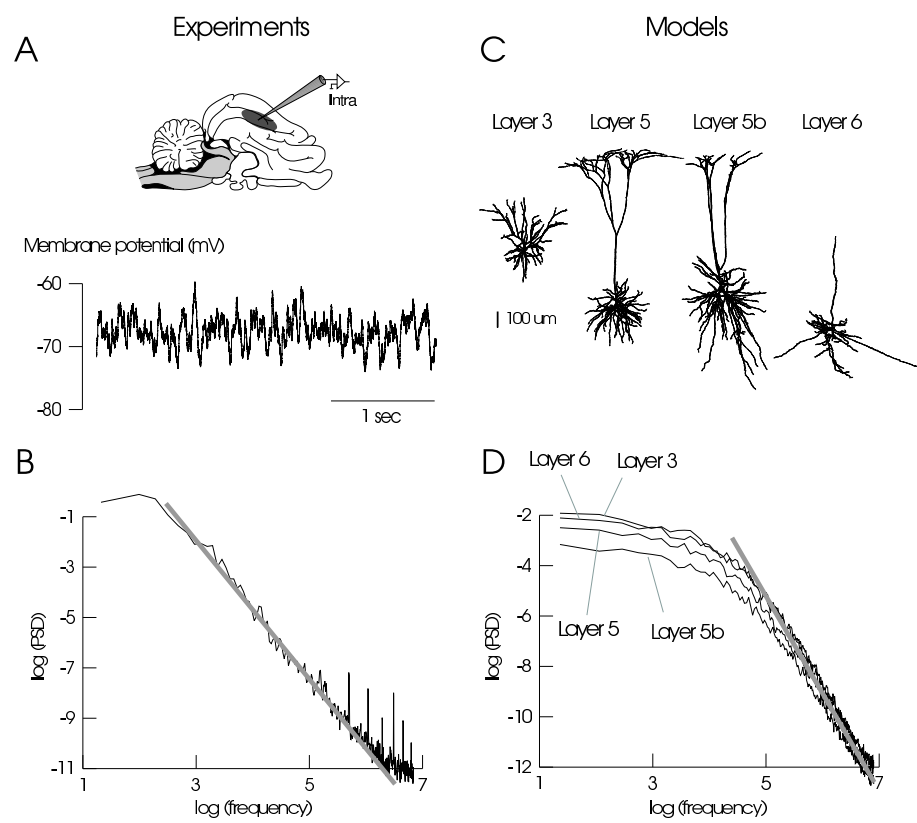 Experiments
Models
A
Intra
Membrane potential (mV)
-60
-70
-80
1 sec
C
Layer 3
Layer 5
Layer 5b
Layer 6
100 um
B
-1
-3
-5
-7
-9
-11
log (PSD)
1
3
5
7
log (frequency)
D
Layer 6
Layer 3
Layer 5
Layer 5b
-2
-4
-6
-8
-10
-12
log (PSD)
1
3
5
7
log (frequency)